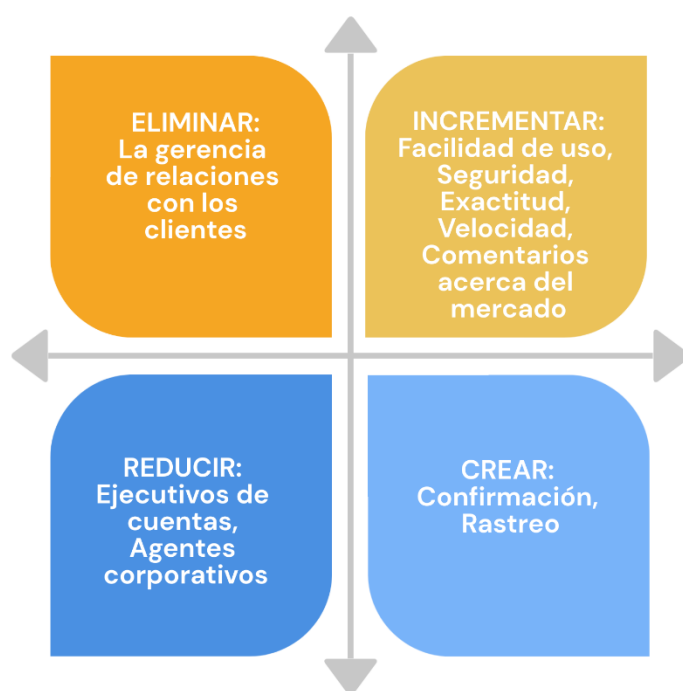 ELIMINAR:
La gerencia
de relaciones
con los
clientes
INCREMENTAR:
Facilidad de uso,
Seguridad,
Exactitud,
Velocidad,
Comentarios
acerca del
mercado
REDUCIR:
Ejecutivos de
cuentas,
Agentes
corporativos
CREAR:
Confirmación,
Rastreo